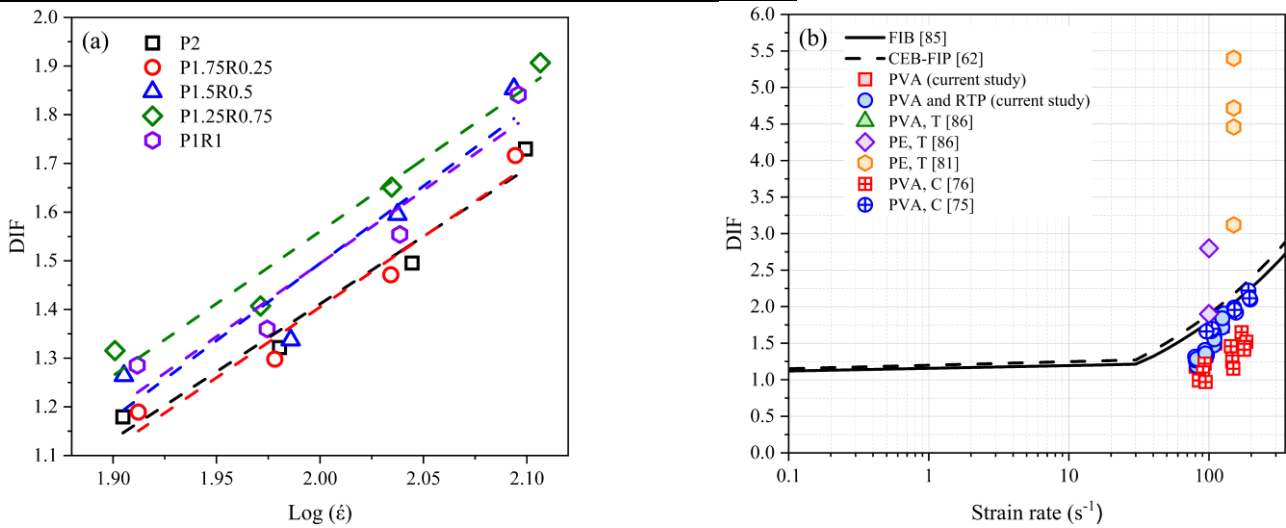 (a)
P2
P1.75R0.25
P1.5R0.5
P1.25R0.75
P1R1
DIF
2.0
1.9
1.8
1.7
1.6
1.5
1.4
1.3
1.2
1.1
1.90
1.95
2.00
2.05
2.10
Log (έ)
(b)
FIB [85]
CEB-FIP [62]
PVA (current study)
PVA and RTP (current study)
PVA, T [86]
PE, T [86]
PE, T [81]
PVA, C [76]
PVA, C [75]
DIF
6.0
5.5
5.0
4.5
4.0
3.5
3.0
2.5
2.0
1.5
1.0
0.5
0.0
0.1
1
10
100
Strain rate (s⁻¹)